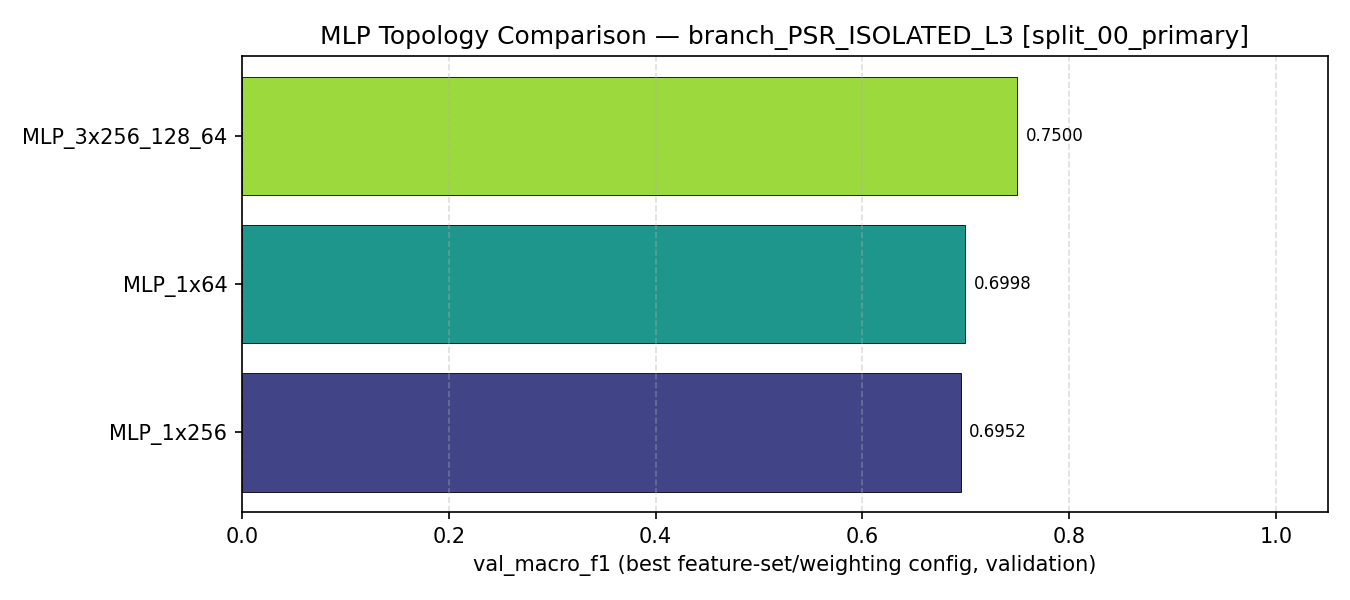 MLP Topology Comparison — branch_PSR_ISOLATED_L3 [split_00_primary]
MLP_3x256_128_64
0.7500
MLP_1x64
0.6998
MLP_1x256
0.6952
0.0 0.2 0.4 0.6 0.8 1.0
val_macro_f1 (best feature-set/weighting config, validation)